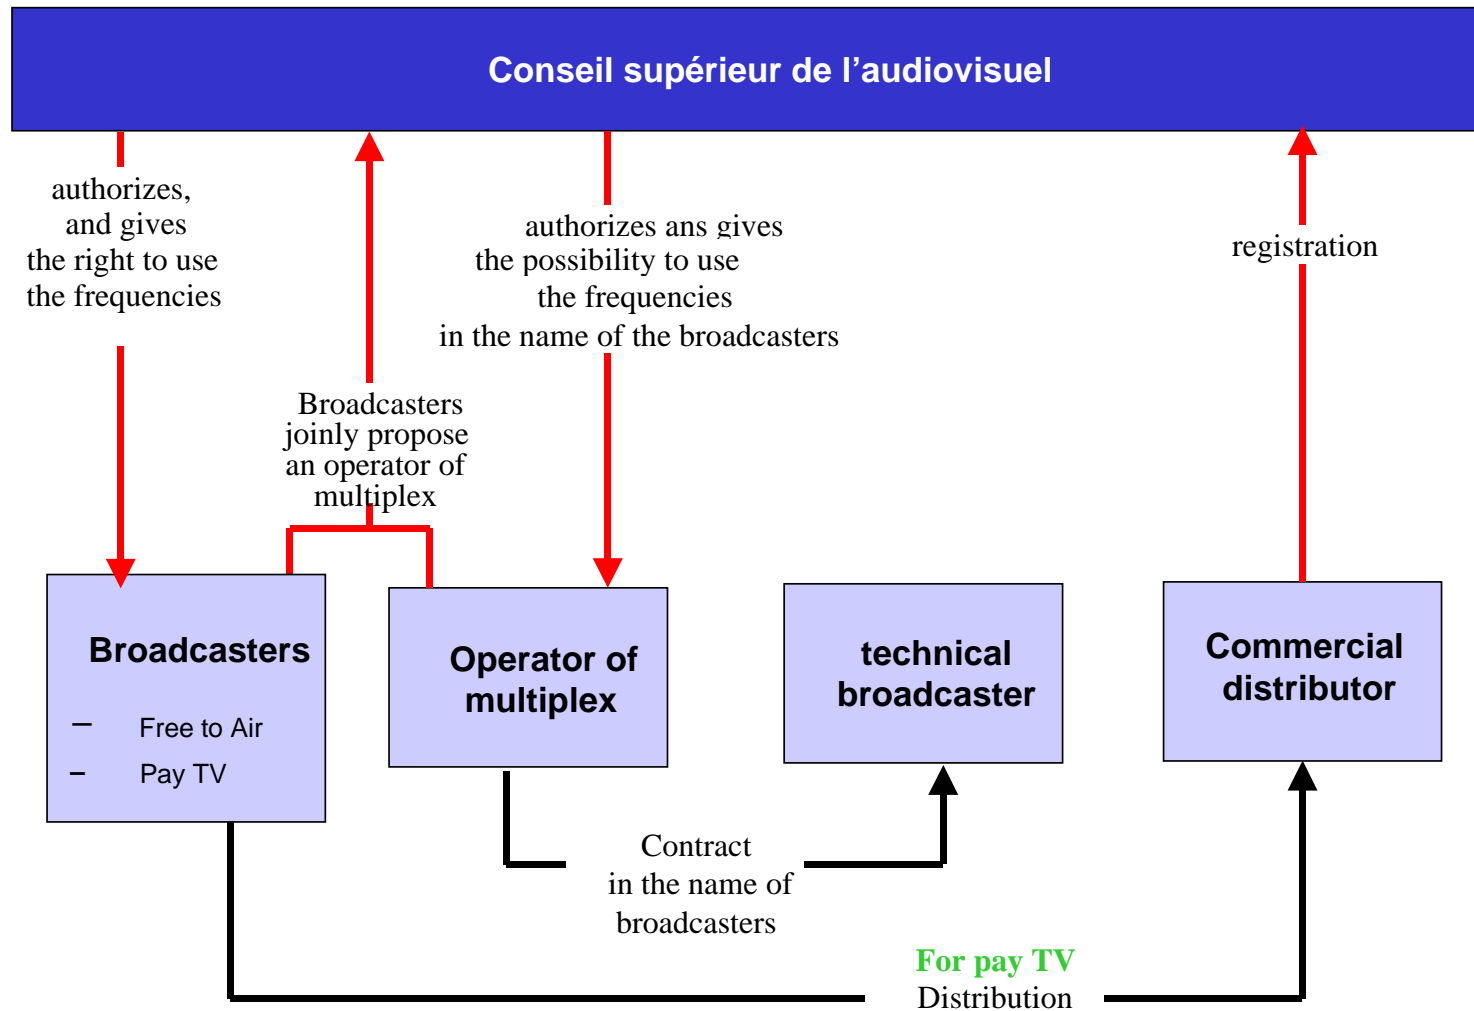 Conseil supérieur de l’audiovisuel
authorizes,
and gives
the right to use
the frequencies
authorizes ans gives
the possibility to use
the frequencies
in the name of the broadcasters
registration
Broadcasters
joinly propose
an operator of
multiplex
Broadcasters
– Free to Air
– Pay TV
Operator of
multiplex
technical
broadcaster
Commercial
distributor
Contract
in the name of
broadcasters
For pay TV
Distribution